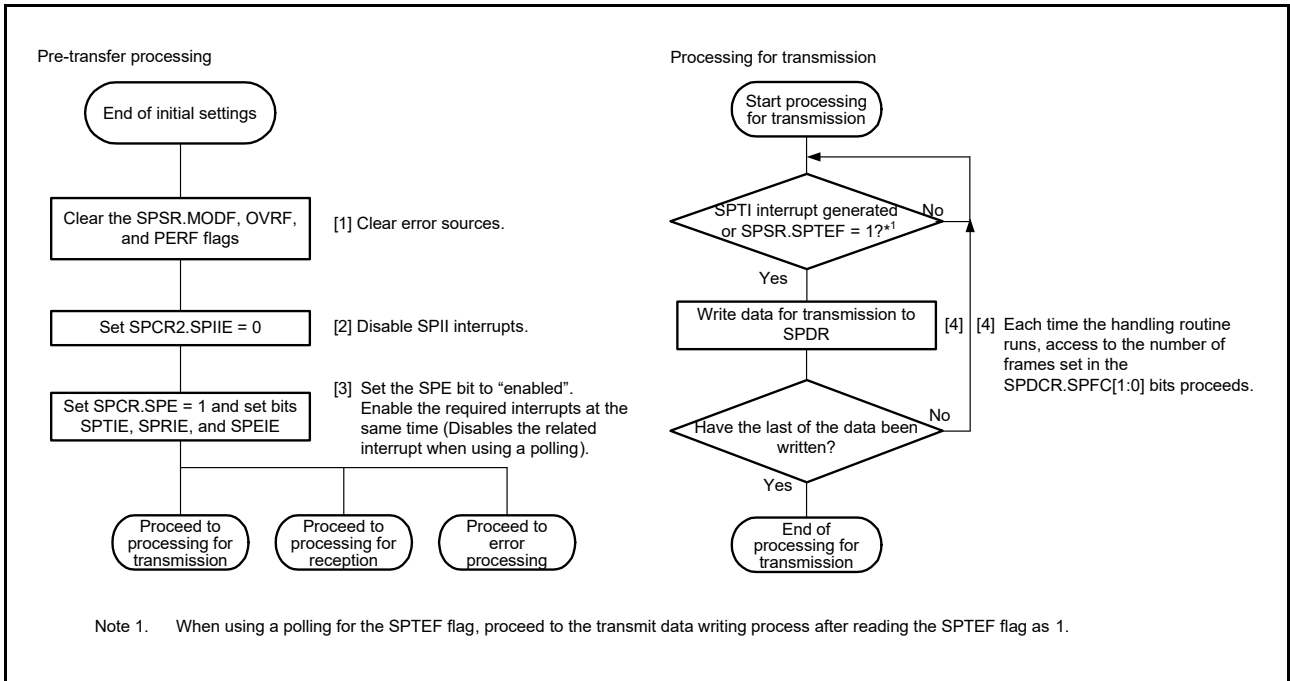 Pre-transfer processing
End of initial settings
Clear the SPSR.MODF, OVRF,
and PERF flags
[1] Clear error sources.
Set SPCR2.SPIIE = 0
[2] Disable SPII interrupts.
Set SPCR.SPE = 1 and set bits
SPTIE, SPRIE, and SPEIE
[3] Set the SPE bit to “enabled”.
Enable the required interrupts at the
same time (Disables the related
interrupt when using a polling).
Proceed to
processing for
transmission
Proceed to
processing for
reception
Proceed to
error
processing
Processing for transmission
Start processing
for transmission
SPTI interrupt generated
or SPSR.SPTEF = 1?*1
No
Yes
Write data for transmission to
SPDR
[4]
[4] Each time the handling routine
runs, access to the number of
frames set in the
SPDCR.SPFC[1:0] bits proceeds.
Have the last of the data been
written?
No
Yes
End of
processing for
transmission
Note 1. When using a polling for the SPTEF flag, proceed to the transmit data writing process after reading the SPTEF flag as 1.